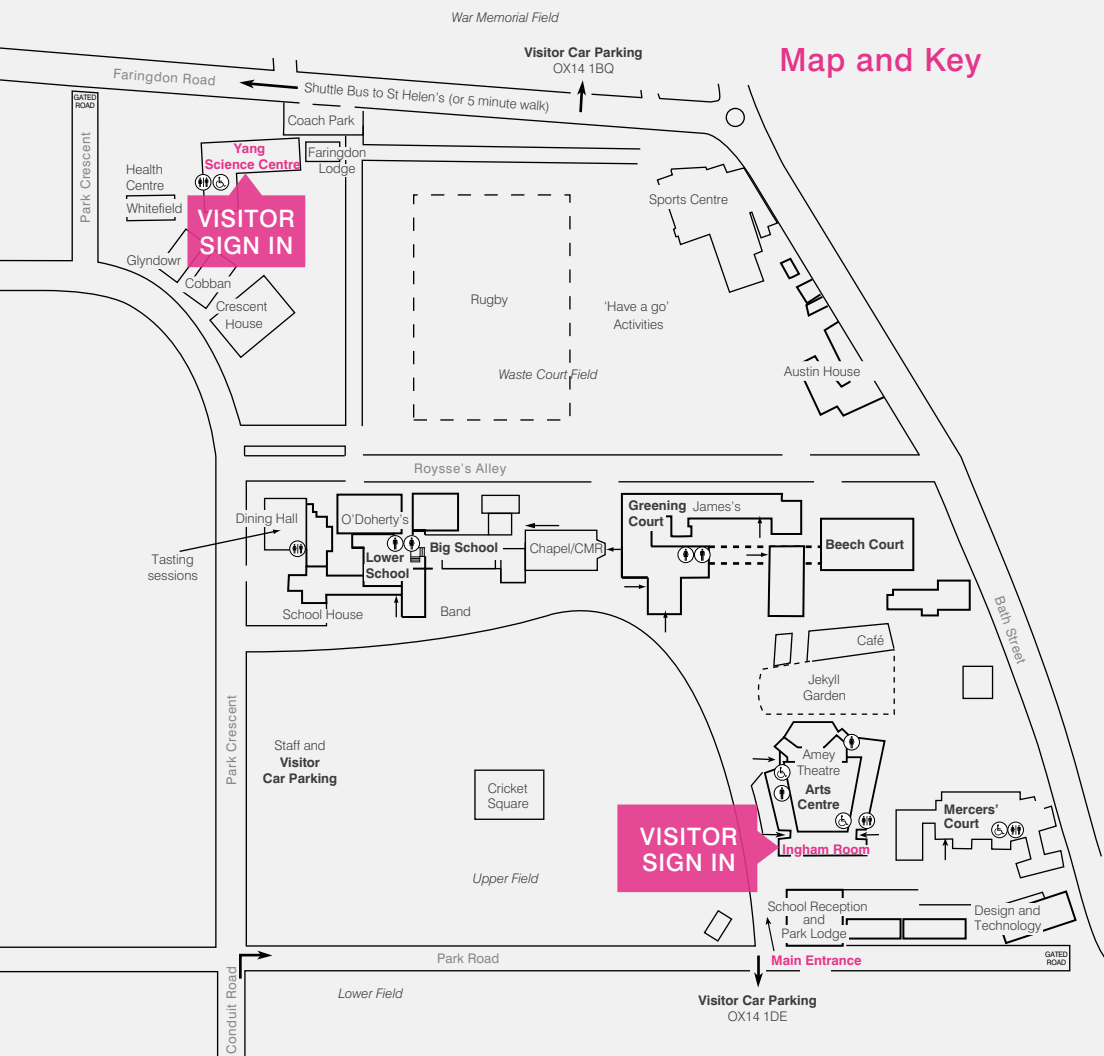 War Memorial Field
Map and Key
Visitor Car Parking
OX14 1BQ
Faringdon Road
Shuttle Bus to St Helen's (or 5 minute walk)
GATED
ROAD
Coach Park
Park Crescent
Yang
Science Centre
Faringdon
Lodge
Health
Centre
Whitefield
VISITOR
SIGN IN
Glyndowr
Cobban
Crescent
House
Sports Centre
Rugby
‘Have a go’
Activities
Waste Court Field
Austin House
Roysse's Alley
Dining Hall
O'Doherty's
Greening
Court
James's
Lower
School
Big School
Chapel/CMR
Beech Court
Tasting
sessions
School House
Band
Bath Street
Café
Jekyll
Garden
Park Crescent
Staff and
Visitor
Car Parking
Cricket
Square
Amey
Theatre
Arts
Centre
Mercers'
Court
VISITOR
SIGN IN
Ingham Room
Upper Field
School Reception
and
Park Lodge
Design and
Technology
Park Road
Main Entrance
GATED
ROAD
Conduit Road
Lower Field
Visitor Car Parking
OX14 1DE